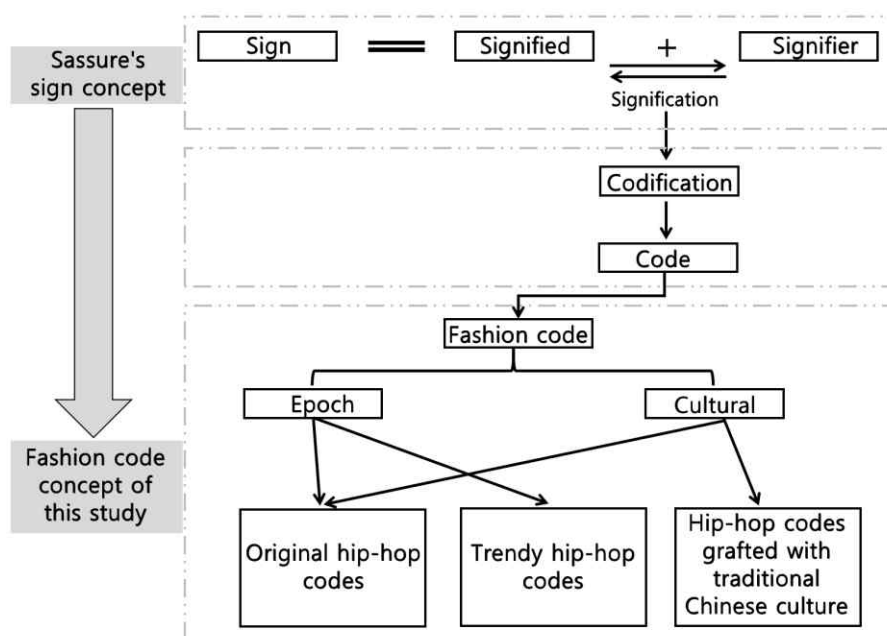 Sassure's
sign concept
Sign = Signified + Signifier
Signification
Codification
Code
Fashion code
Epoch
Cultural
Fashion code
concept of
this study
Original hip-hop
codes
Trendy hip-hop
codes
Hip-hop codes
grafted with
traditional
Chinese culture